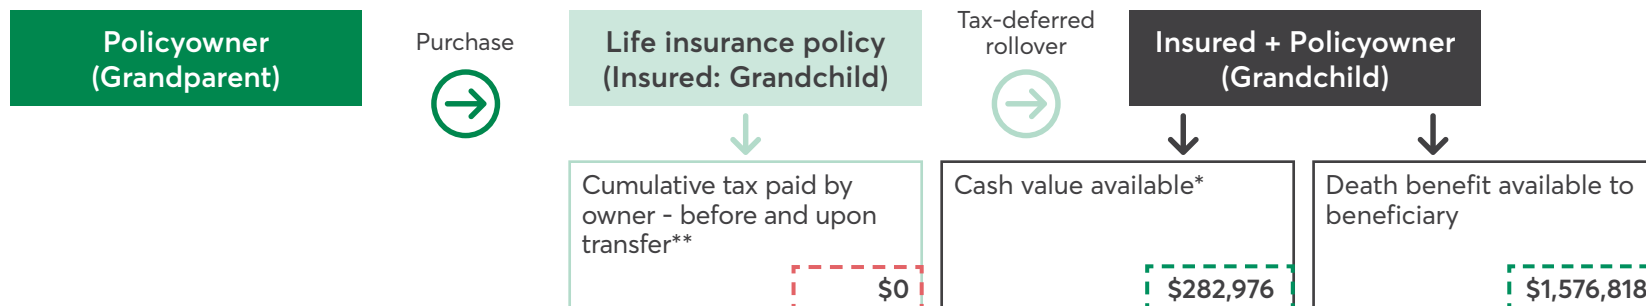 Policyowner
(Grandparent)
Purchase
Life insurance policy
(Insured: Grandchild)
Tax-deferred
rollover
Insured + Policyowner
(Grandchild)
Cumulative tax paid by
owner - before and upon
transfer**
$0
Cash value available*
$282,976
Death benefit available to
beneficiary
$1,576,818